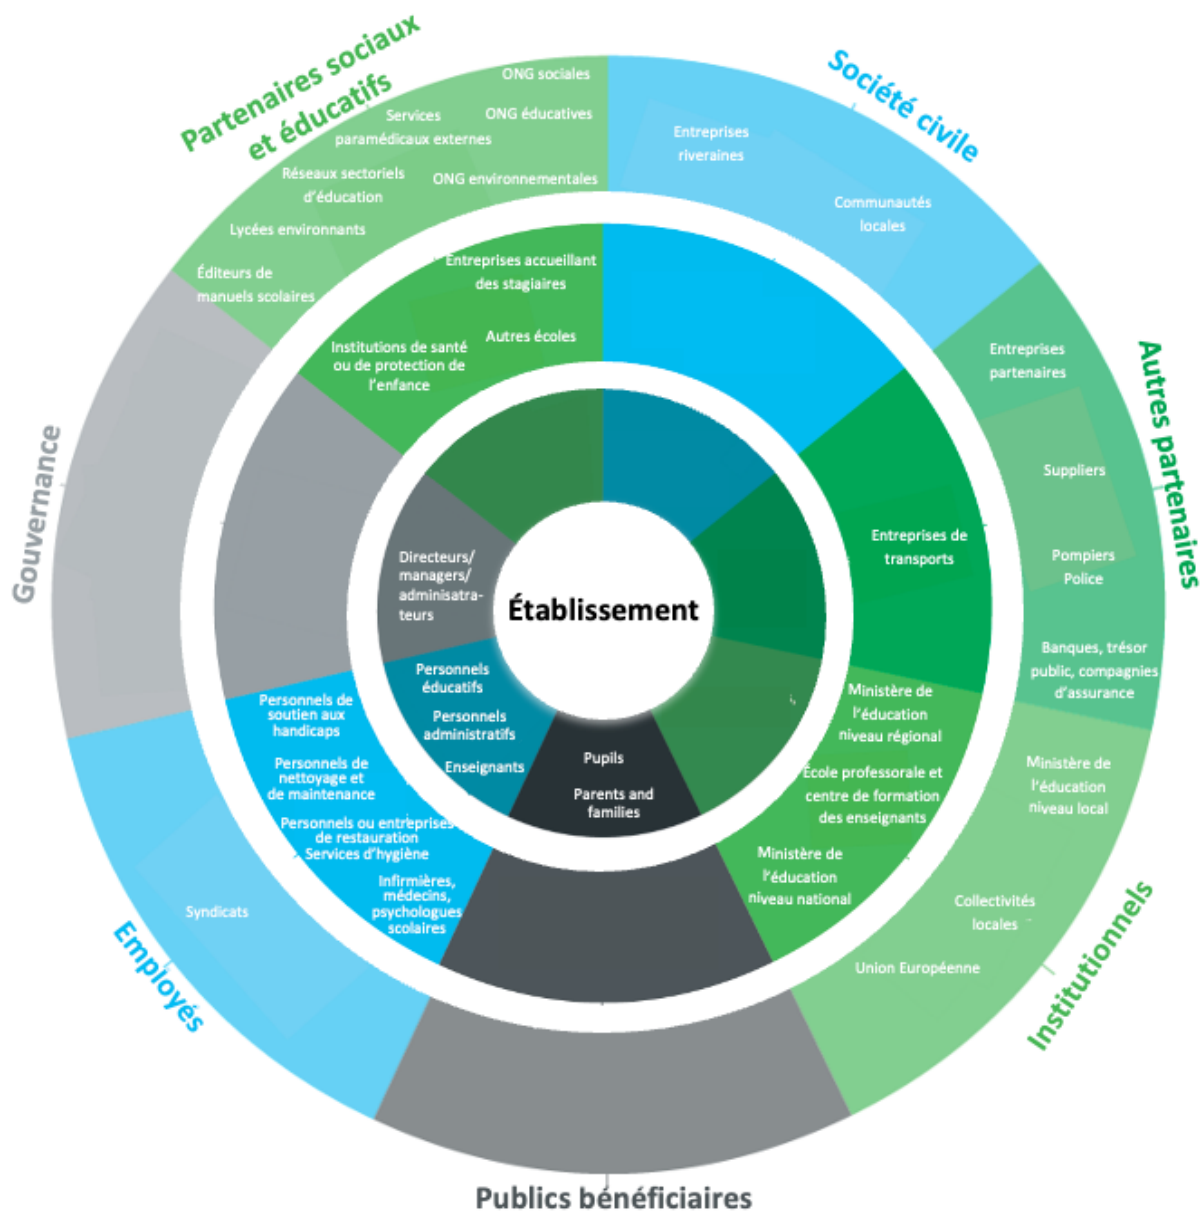 Partenaires sociaux
et éducatifs
ONG sociales
Services
paramédicaux externes
ONG éducatives
Réseaux sectoriels
d'éducation
ONG environnementales
Lycées environnants
Éditeurs de
manuels scolaires
Entreprises accueillant
des stagiaires
Autres écoles
Institutions de santé
ou de protection de
l'enfance
Société civile
Entreprises
riveraines
Communautés
locales
Autres partenaires
Entreprises
partenaires
Suppliers
Pompiers
Police
Banques, trésor
public, compagnies
d'assurance
Entreprises de
transports
Gouvernance
Directeurs/
managers/
adminisatra-
teurs
Établissement
Personnels
éducatifs
Personnels
administratifs
Enseignants
Personnels de
soutien aux
handicaps
Personnels de
nettoyage et
de maintenance
Personnels ou entreprises
de restauration
Services d'hygiène
Infirmières,
médecins,
psychologues
scolaires
Syndicats
Employés
Pupils
Parents and
families
Publics bénéficiaires
Ministère de
l'éducation
niveau régional
École professorale et
centre de formation
des enseignants
Ministère de
l'éducation
niveau national
Ministère de
l'éducation
niveau local
Collectivités
locales
Union Européenne
Institutionnels